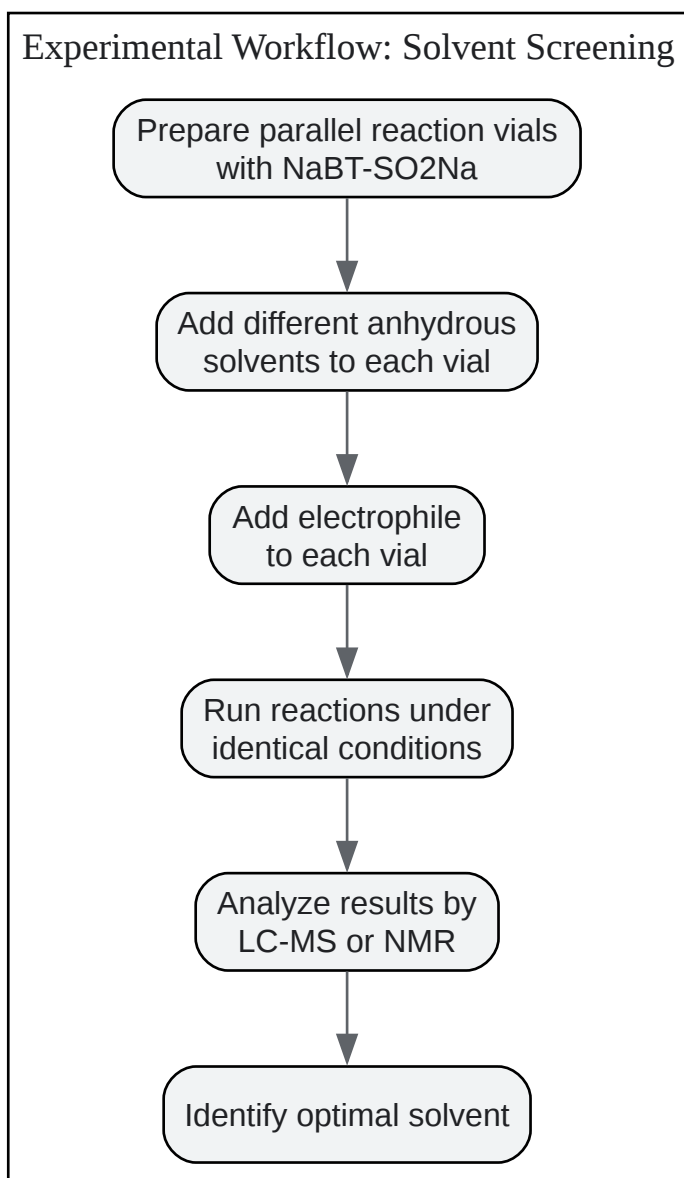 Experimental Workflow: Solvent Screening
Prepare parallel reaction vials
with NaBT-SO2Na
Add different anhydrous
solvents to each vial
Add electrophile
to each vial
Run reactions under
identical conditions
Analyze results by
LC-MS or NMR
Identify optimal solvent